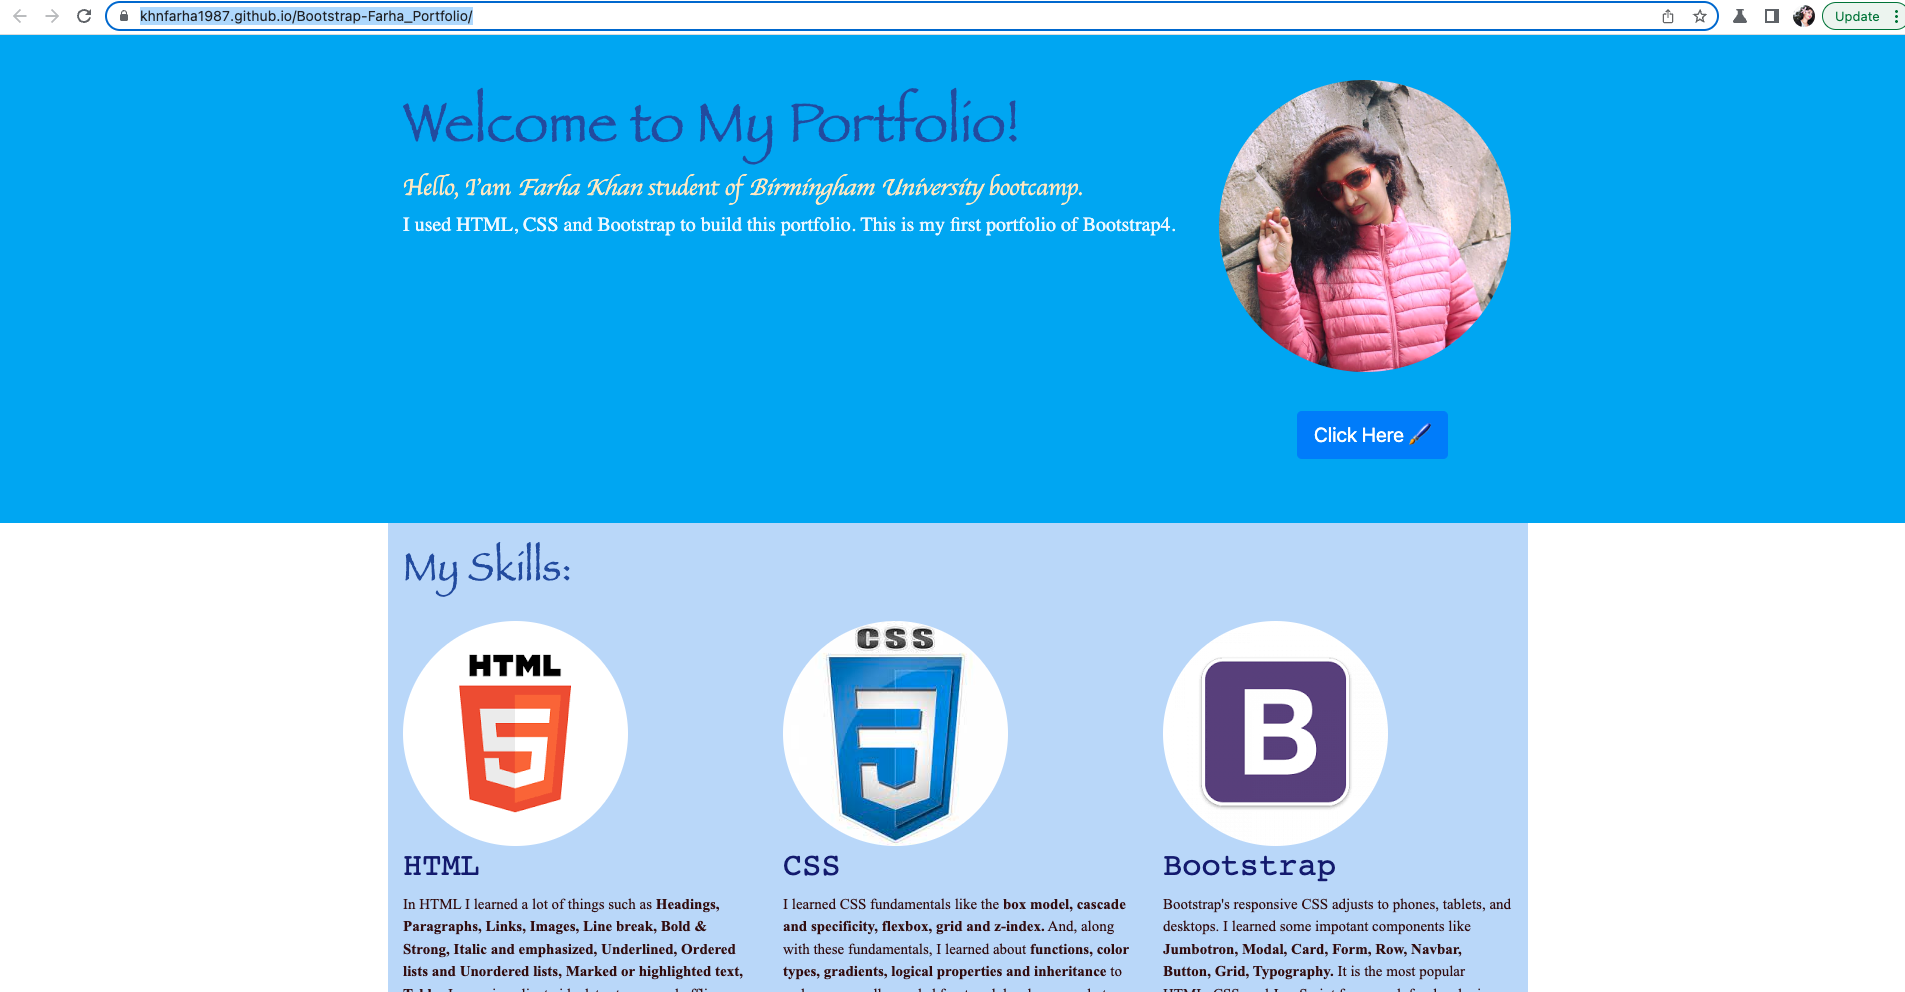 khnfarha1987.github.io/Bootstrap-Farha_Portfolio/
Update
Welcome to My Portfolio!
Hello, I'am Farha Khan student of Birmingham University bootcamp.
I used HTML, CSS and Bootstrap to build this portfolio. This is my first portfolio of Bootstrap4.
Click Here
My Skills:
HTML
5
CSS
3
B
HTML
In HTML I learned a lot of things such as Headings,
Paragraphs, Links, Images, Line break, Bold &
Strong, Italic and emphasized, Underlined, Ordered
lists and Unordered lists, Marked or highlighted text,
CSS
I learned CSS fundamentals like the box model, cascade
and specificity, flexbox, grid and z-index. And, along
with these fundamentals, I learned about functions, color
types, gradients, logical properties and inheritance to
Bootstrap
Bootstrap's responsive CSS adjusts to phones, tablets, and
desktops. I learned some impotant components like
Jumbotron, Modal, Card, Form, Row, Navbar,
Button, Grid, Typography. It is the most popular